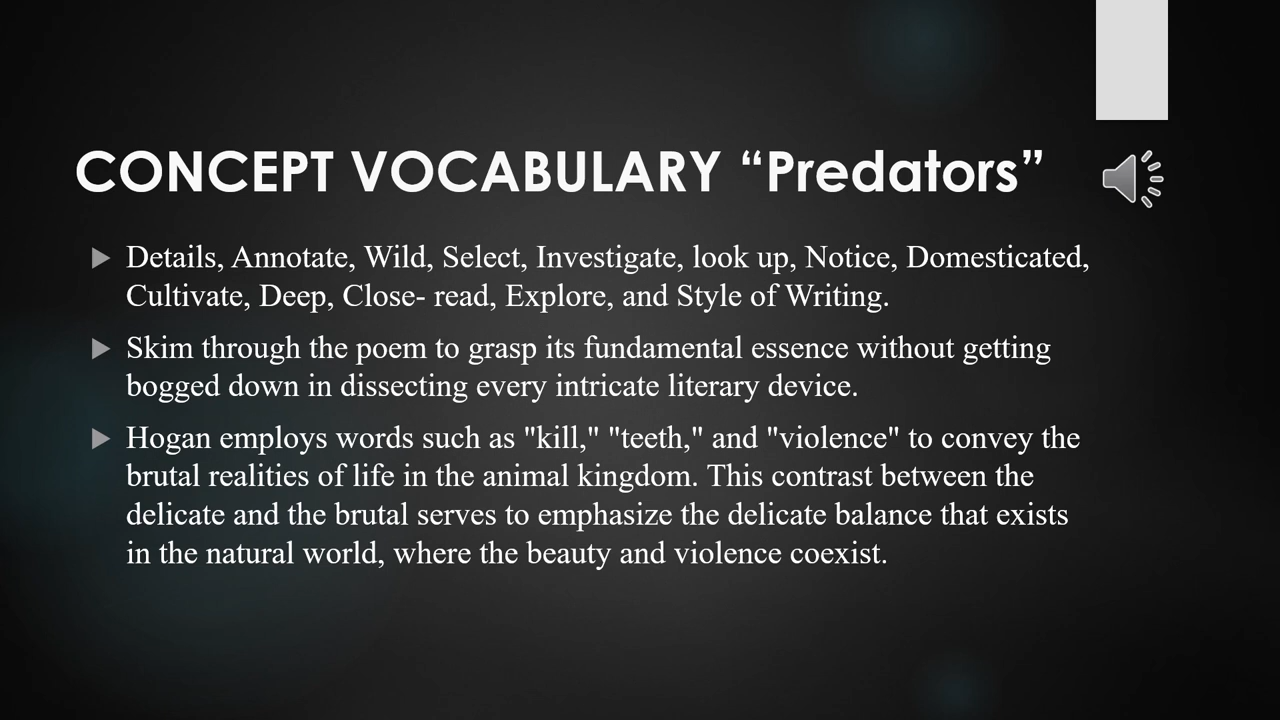 CONCEPT VOCABULARY “Predators”
Details, Annotate, Wild, Select, Investigate, look up, Notice, Domesticated,
Cultivate, Deep, Close- read, Explore, and Style of Writing.
Skim through the poem to grasp its fundamental essence without getting
bogged down in dissecting every intricate literary device.
Hogan employs words such as "kill," "teeth," and "violence" to convey the
brutal realities of life in the animal kingdom. This contrast between the
delicate and the brutal serves to emphasize the delicate balance that exists
in the natural world, where the beauty and violence coexist.